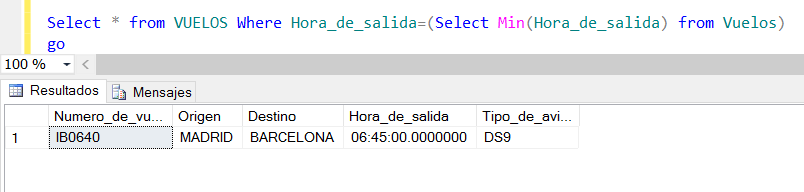 Select * from VUELOS Where Hora_de_salida=(Select Min(Hora_de_salida) from Vuelos)
go
100 %
Resultados Mensajes
Numero_de_vu... Origen Destino Hora_de_salida Tipo_de_avi...
1 IB0640 MADRID BARCELONA 06:45:00.0000000 DS9